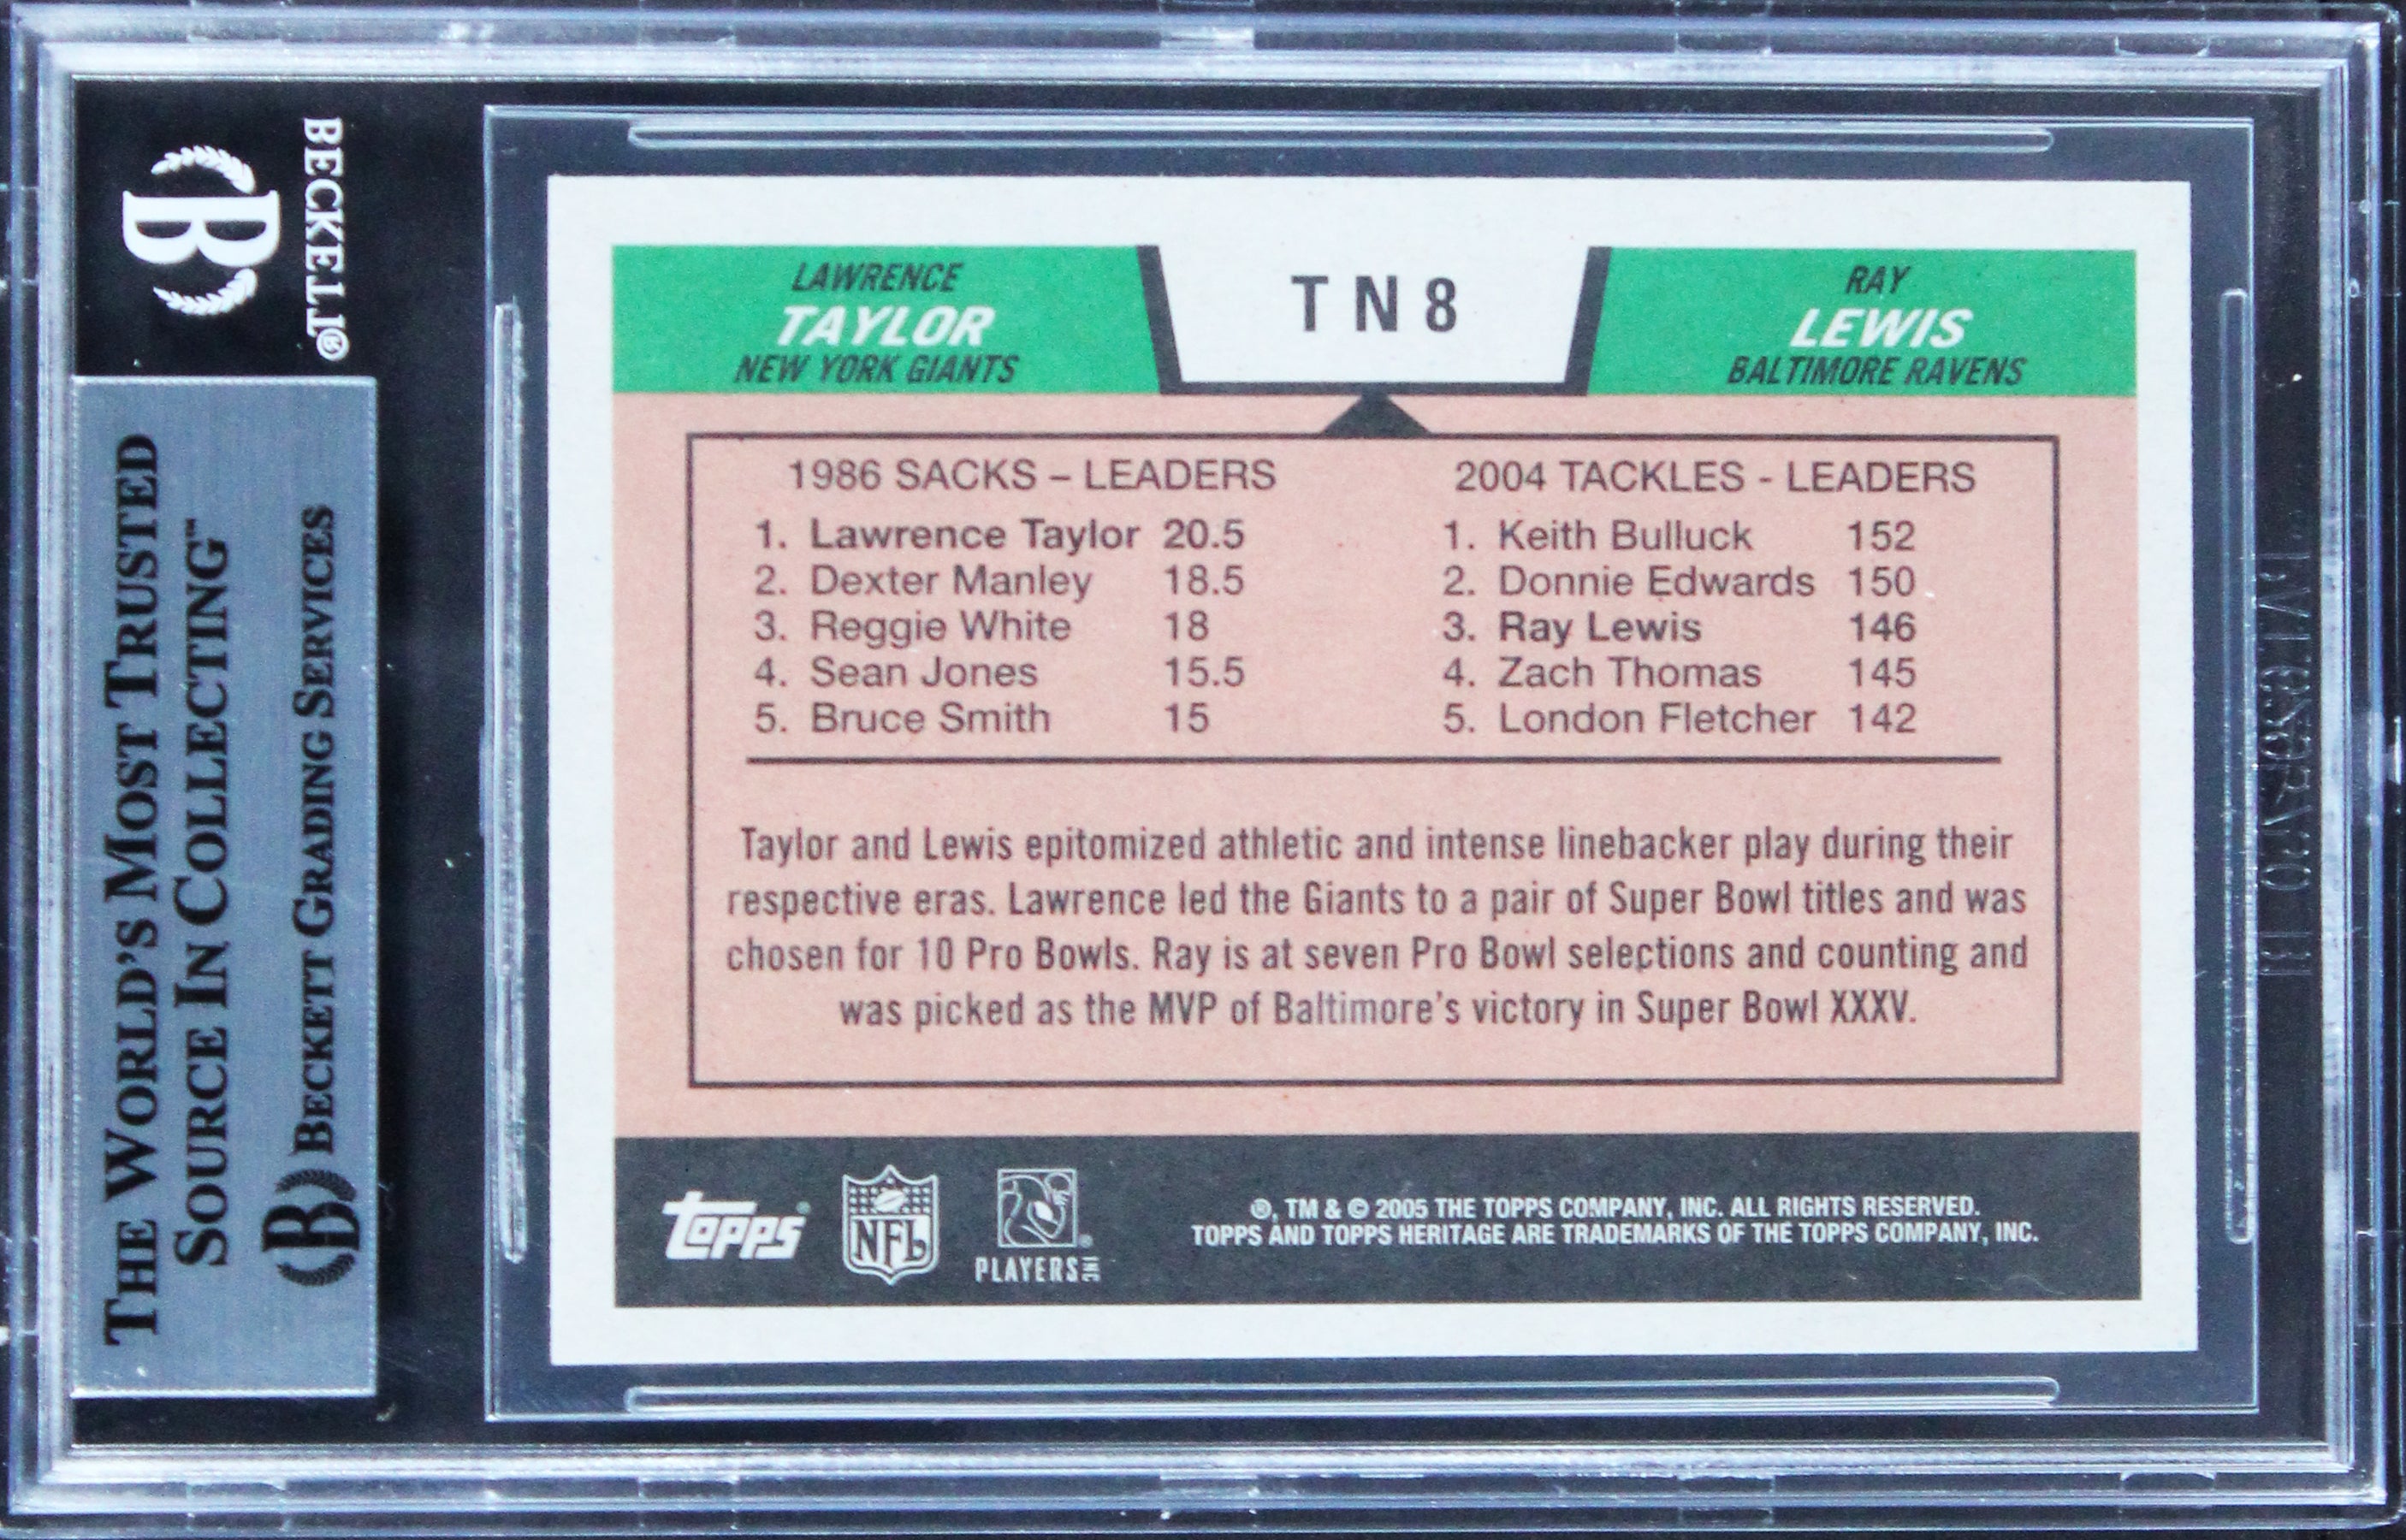 BECKETT®
B
THE WORLD'S MOST TRUSTED
SOURCE IN COLLECTING™
B BECKETT GRADING SERVICES
LAWRENCE
TAYLOR
NEW YORK GIANTS
TN8
RAY
LEWIS
BALTIMORE RAVENS
1986 SACKS – LEADERS
1. Lawrence Taylor 20.5
2. Dexter Manley 18.5
3. Reggie White 18
4. Sean Jones 15.5
5. Bruce Smith 15
2004 TACKLES - LEADERS
1. Keith Bulluck 152
2. Donnie Edwards 150
3. Ray Lewis 146
4. Zach Thomas 145
5. London Fletcher 142
Taylor and Lewis epitomized athletic and intense linebacker play during their
respective eras. Lawrence led the Giants to a pair of Super Bowl titles and was
chosen for 10 Pro Bowls. Ray is at seven Pro Bowl selections and counting and
was picked as the MVP of Baltimore's victory in Super Bowl XXXV.
topps®
NFL
PLAYERS INC
®, TM & © 2005 THE TOPPS COMPANY, INC. ALL RIGHTS RESERVED.
TOPPS AND TOPPS HERITAGE ARE TRADEMARKS OF THE TOPPS COMPANY, INC.